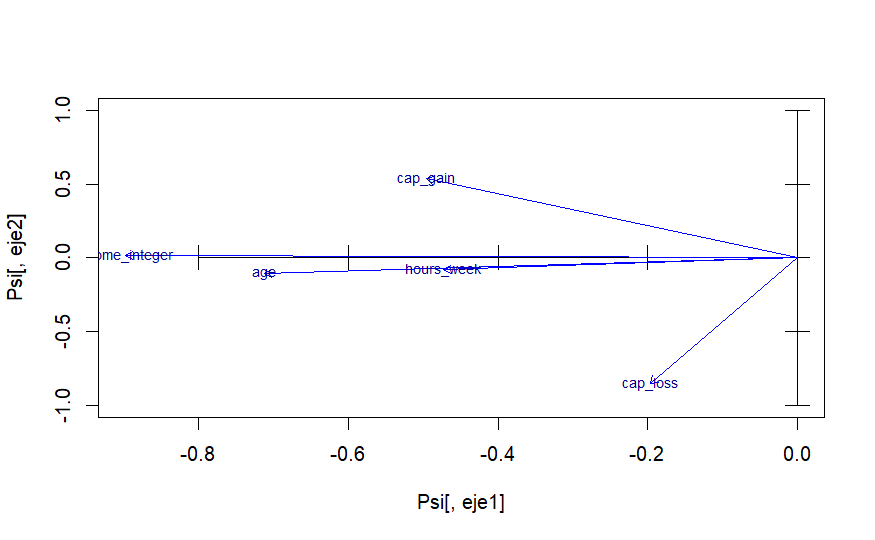 1.0
cap_gain
0.5
ome_integer
0.0
age
hours_week
-0.5
cap_loss
-1.0
Psi[, eje2]
-0.8 -0.6 -0.4 -0.2 0.0
Psi[, eje1]